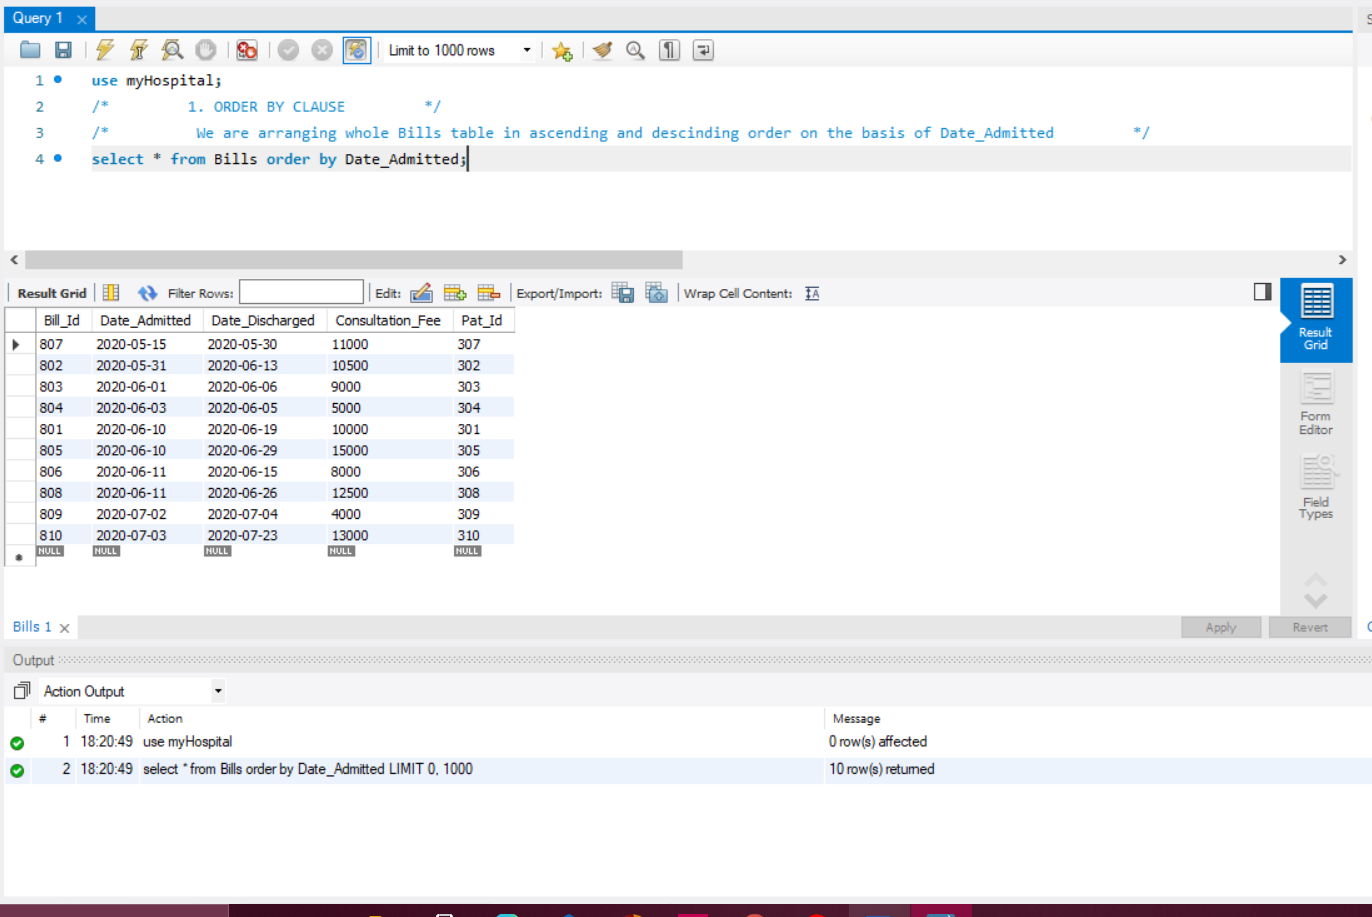 Query 1
Limit to 1000 rows
1 use myHospital;
2 /* 1. ORDER BY CLAUSE */
3 /* We are arranging whole Bills table in ascending and descinding order on the basis of Date_Admitted */
4 select * from Bills order by Date_Admitted;
Result Grid Filter Rows: Edit: Export/Import: Wrap Cell Content:
Bill_Id Date_Admitted Date_Discharged Consultation_Fee Pat_Id
807 2020-05-15 2020-05-30 11000 307
802 2020-05-31 2020-06-13 10500 302
803 2020-06-01 2020-06-06 9000 303
804 2020-06-03 2020-06-05 5000 304
801 2020-06-10 2020-06-19 10000 301
805 2020-06-10 2020-06-29 15000 305
806 2020-06-11 2020-06-15 8000 306
808 2020-06-11 2020-06-26 12500 308
809 2020-07-02 2020-07-04 4000 309
810 2020-07-03 2020-07-23 13000 310
NULL NULL NULL NULL NULL
Result
Grid
Form
Editor
Field
Types
Bills 1
Apply Revert
Output
Action Output
# Time Action Message
1 18:20:49 use myHospital 0 row(s) affected
2 18:20:49 select * from Bills order by Date_Admitted LIMIT 0, 1000 10 row(s) returned